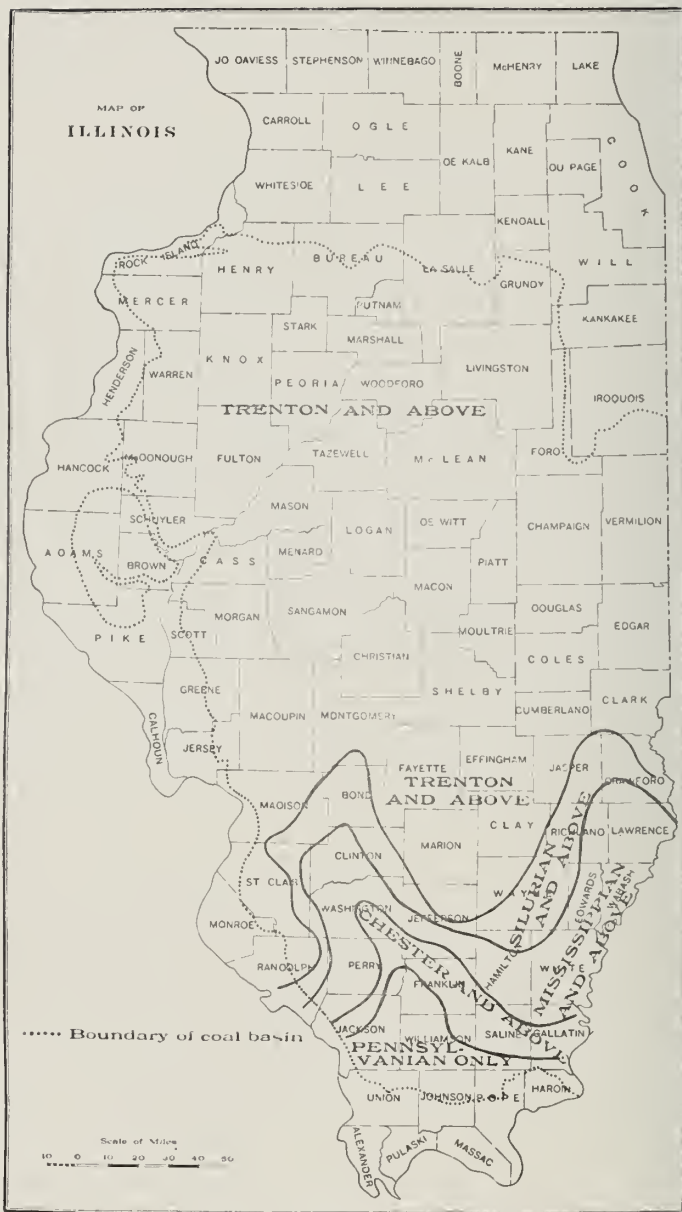 MAP OF
ILLINOIS
JO DAVIESS STEPHENSON WINNEBAGO BOONE McHENRY LAKE
CARROLL OGLE DE KALB KANE COOK
DU PAGE
WHITESIDE LEE
KENDALL
ROCK ISLAND HENRY BUREAU LA SALLE GRUNDY WILL
MERCER PUTNAM
STARK MARSHALL KANKAKEE
HENDERSON WARREN KNOX PEORIA WOODFORD LIVINGSTON
IROQUOIS
TRENTON AND ABOVE
HANCOCK McDONOUGH FULTON TAZEWELL McLEAN FORD
SCHUYLER MASON
ADAMS BROWN CASS MENARD LOGAN DE WITT CHAMPAIGN VERMILION
PIATT
MACON
PIKE SCOTT MORGAN SANGAMON DOUGLAS
MOULTRIE EDGAR
CHRISTIAN COLES
GREENE SHELBY
CALHOUN MACOUPIN MONTGOMERY CUMBERLAND CLARK
JERSEY
FAYETTE EFFINGHAM JASPER CRAWFORD
TRENTON
AND ABOVE
MADISON BOND
CLAY RICHLAND LAWRENCE
CLINTON MARION
ST CLAIR WAYNE EDWARDS WABASH
SILURIAN
AND ABOVE
MISSISSIPPIAN
AND ABOVE
MONROE WASHINGTON JEFFERSON
RANDOLPH PERRY HAMILTON WHITE
CHESTER AND ABOVE
FRANKLIN
JACKSON WILLIAMSON SALINE GALLATIN
Boundary of coal basin
PENNSYL-
VANIAN ONLY
UNION JOHNSON POPE HARDIN
ALEXANDER PULASKI MASSAC
Scale of Miles
10 0 10 20 30 40 50